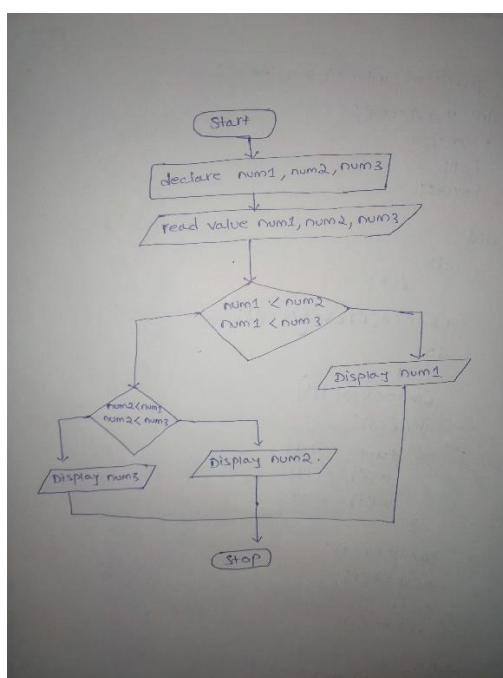 Start
declare num1, num2, num3
read value num1, num2, num3
num1 < num2
num1 < num3
Display num1
num2<num1
num2<num3
Display num3
Display num2.
Stop